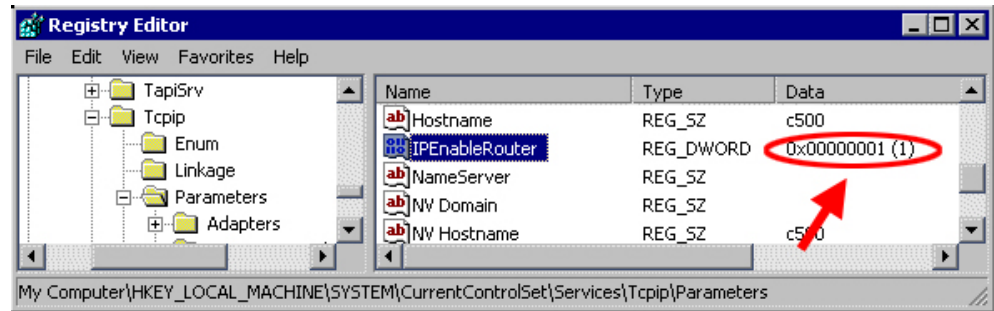 Registry Editor
File Edit View Favorites Help
TapiSrv
Tcpip
Enum
Linkage
Parameters
Adapters
Name Type Data
Hostname REG_SZ c500
IPEnableRouter REG_DWORD 0x00000001 (1)
NameServer REG_SZ
NV Domain REG_SZ
NV Hostname REG_SZ
My Computer\HKEY_LOCAL_MACHINE\SYSTEM\CurrentControlSet\Services\Tcpip\Parameters